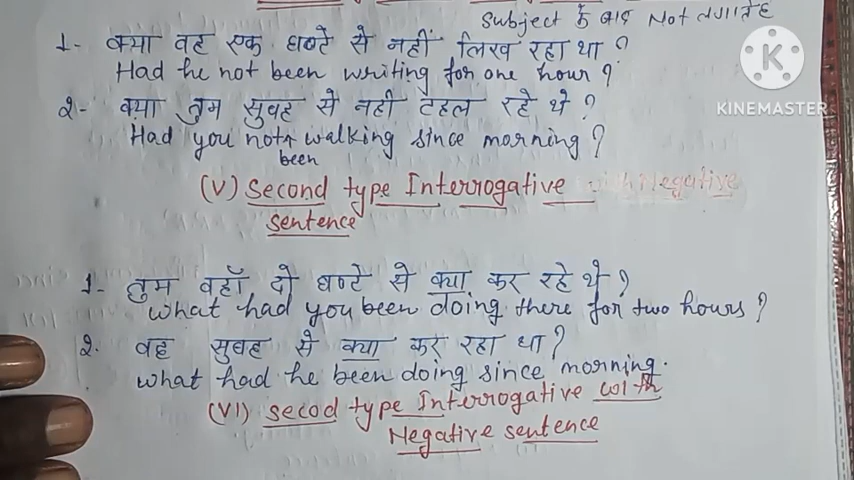 Subject के बाद Not लगाते हैं
1- क्या वह एक घण्टे से नहीं लिख रहा था ?
Had he not been writing for one hour ?
KINEMASTER
2- क्या तुम सुबह से नहीं टहल रहे थे ?
Had you not walking since morning ?
been
(V) Second type Interrogative with Negative
sentence
1- तुम वहाँ दो घण्टे से क्या कर रहे थे ?
what had you been doing there for two hours ?
2. वह सुबह से क्या कर रहा था ?
what had he been doing since morning.
(VI) secod type Interrogative with
Negative sentence